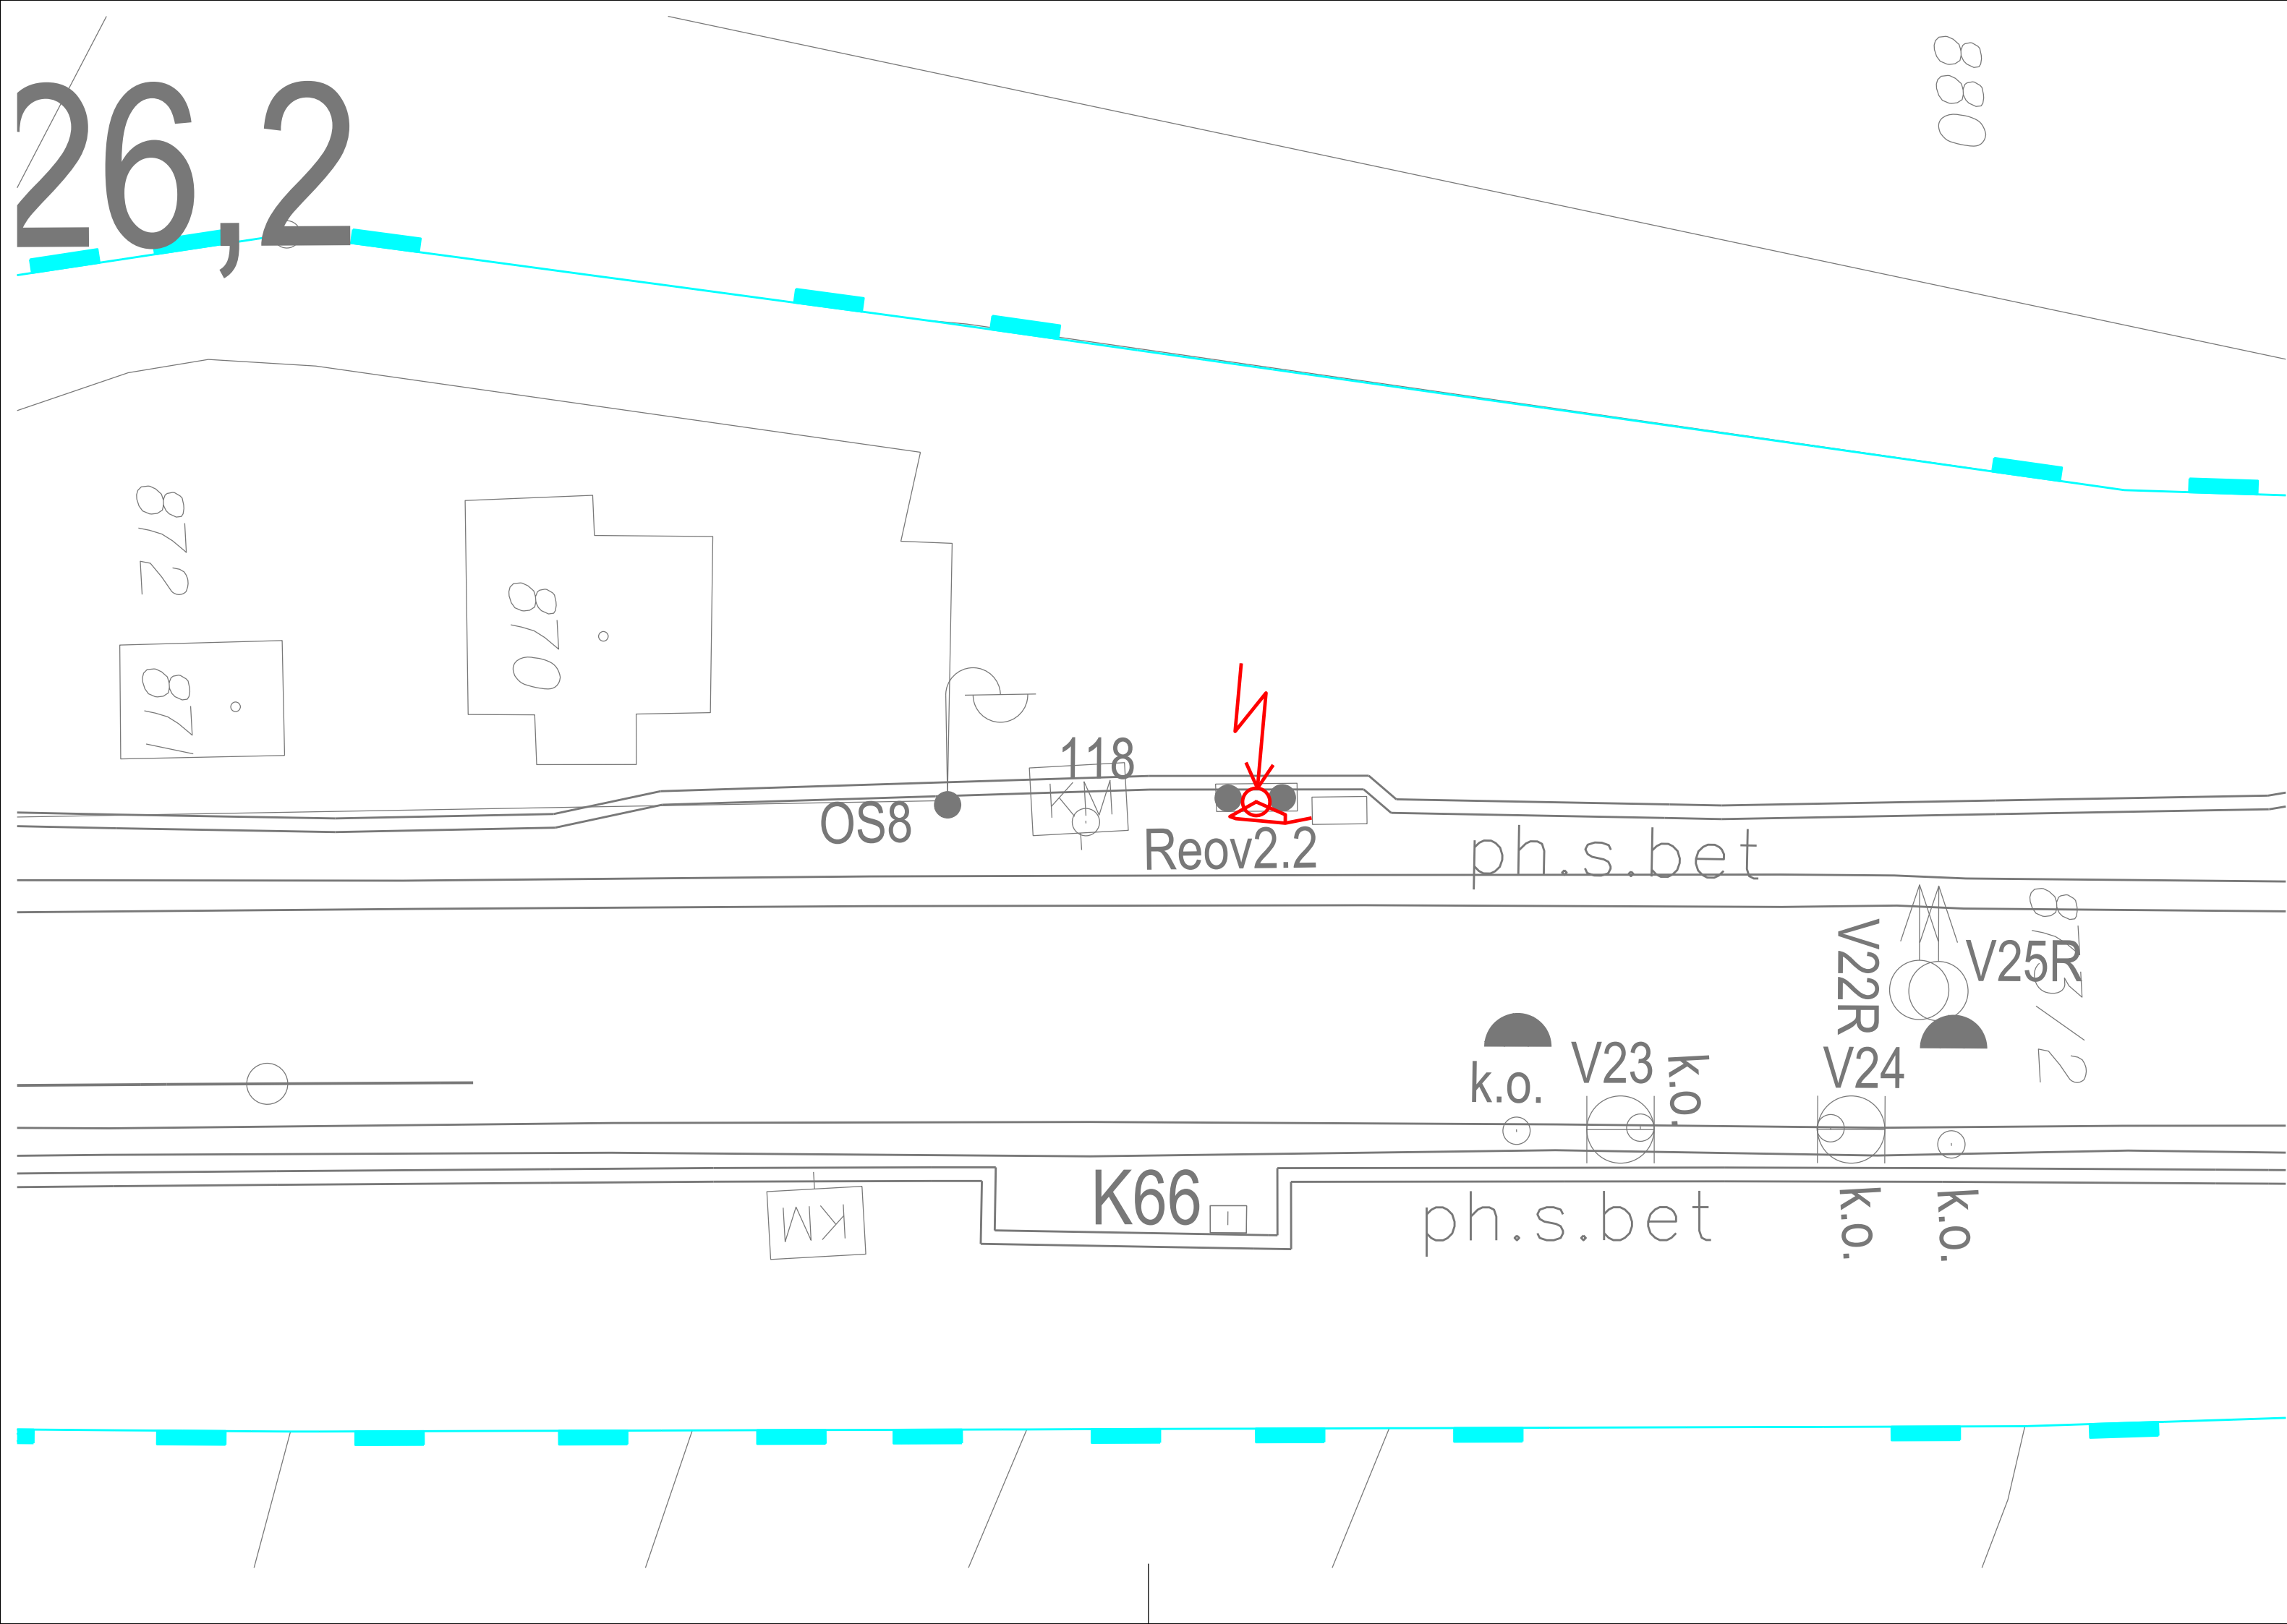 26,2
880
872
870
871
118
KM
OS8
Reov2.2
ph.s.bet
V22R
V25R
V23
k.o.
k.o.
V24
K66
KM
ph.s.bet
k.o.
k.o.